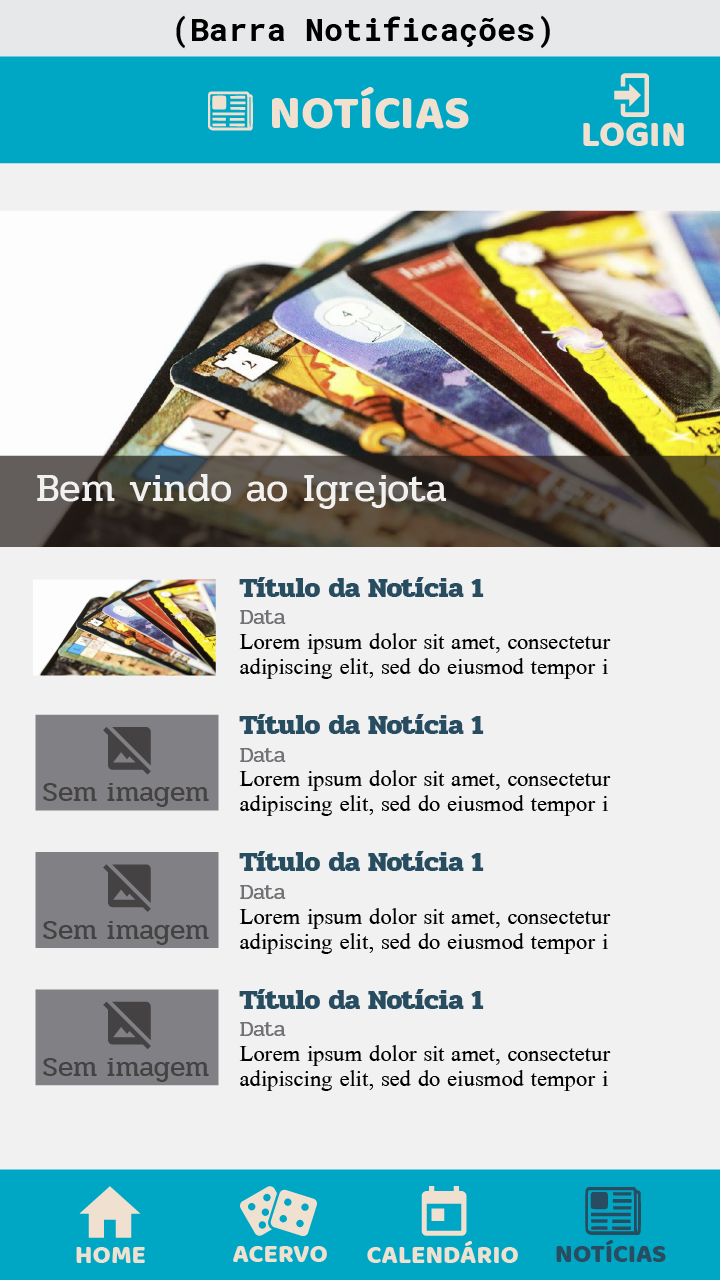 (Barra Notificações)
NOTÍCIAS
LOGIN
4
2
4
Bem vindo ao Igrejota
Título da Notícia 1
Data
Lorem ipsum dolor sit amet, consectetur
adipiscing elit, sed do eiusmod tempor i
Sem imagem
Título da Notícia 1
Data
Lorem ipsum dolor sit amet, consectetur
adipiscing elit, sed do eiusmod tempor i
Sem imagem
Título da Notícia 1
Data
Lorem ipsum dolor sit amet, consectetur
adipiscing elit, sed do eiusmod tempor i
Sem imagem
Título da Notícia 1
Data
Lorem ipsum dolor sit amet, consectetur
adipiscing elit, sed do eiusmod tempor i
HOME
ACERVO
CALENDÁRIO
NOTÍCIAS